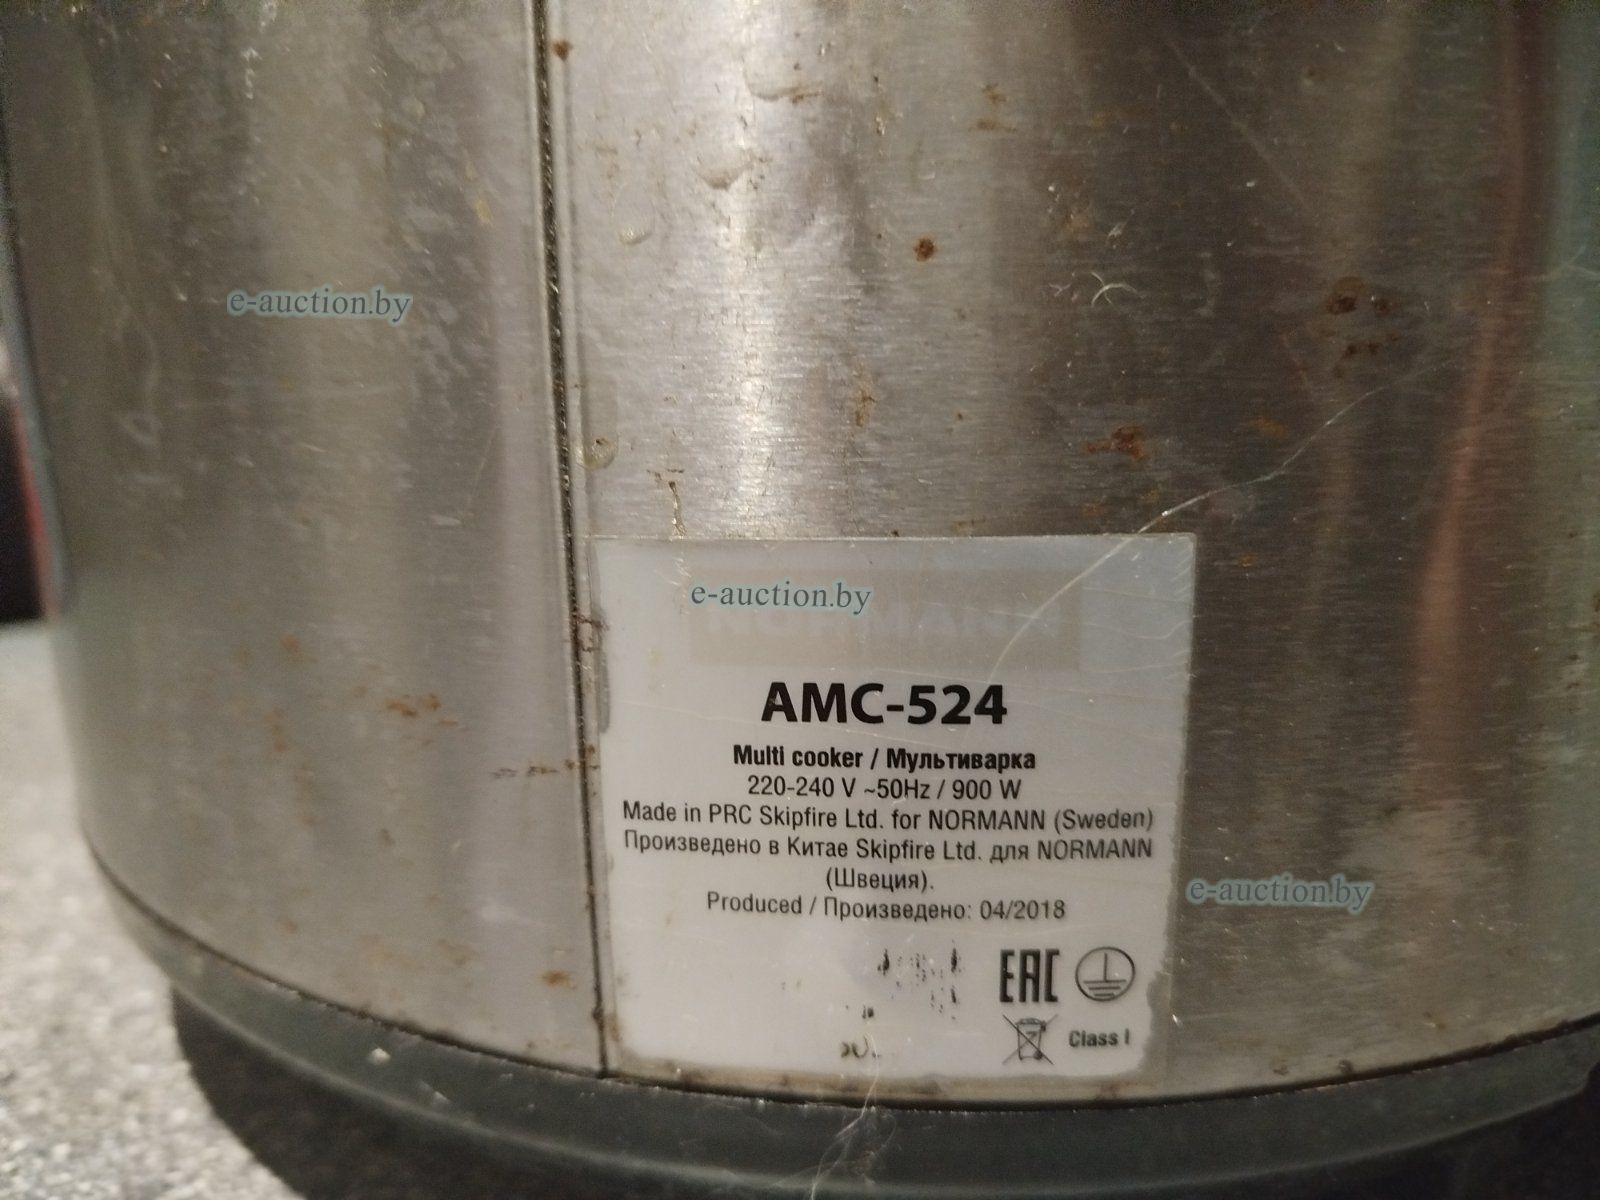 e-auction.by
e-auction.by
NORMANN
AMC-524
Multi cooker / Мультиварка
220-240 V ~50Hz / 900 W
Made in PRC Skipfire Ltd. for NORMANN (Sweden)
Произведено в Китае Skipfire Ltd. для NORMANN
(Швеция).
e-auction.by
Produced / Произведено: 04/2018
EAC
Class I